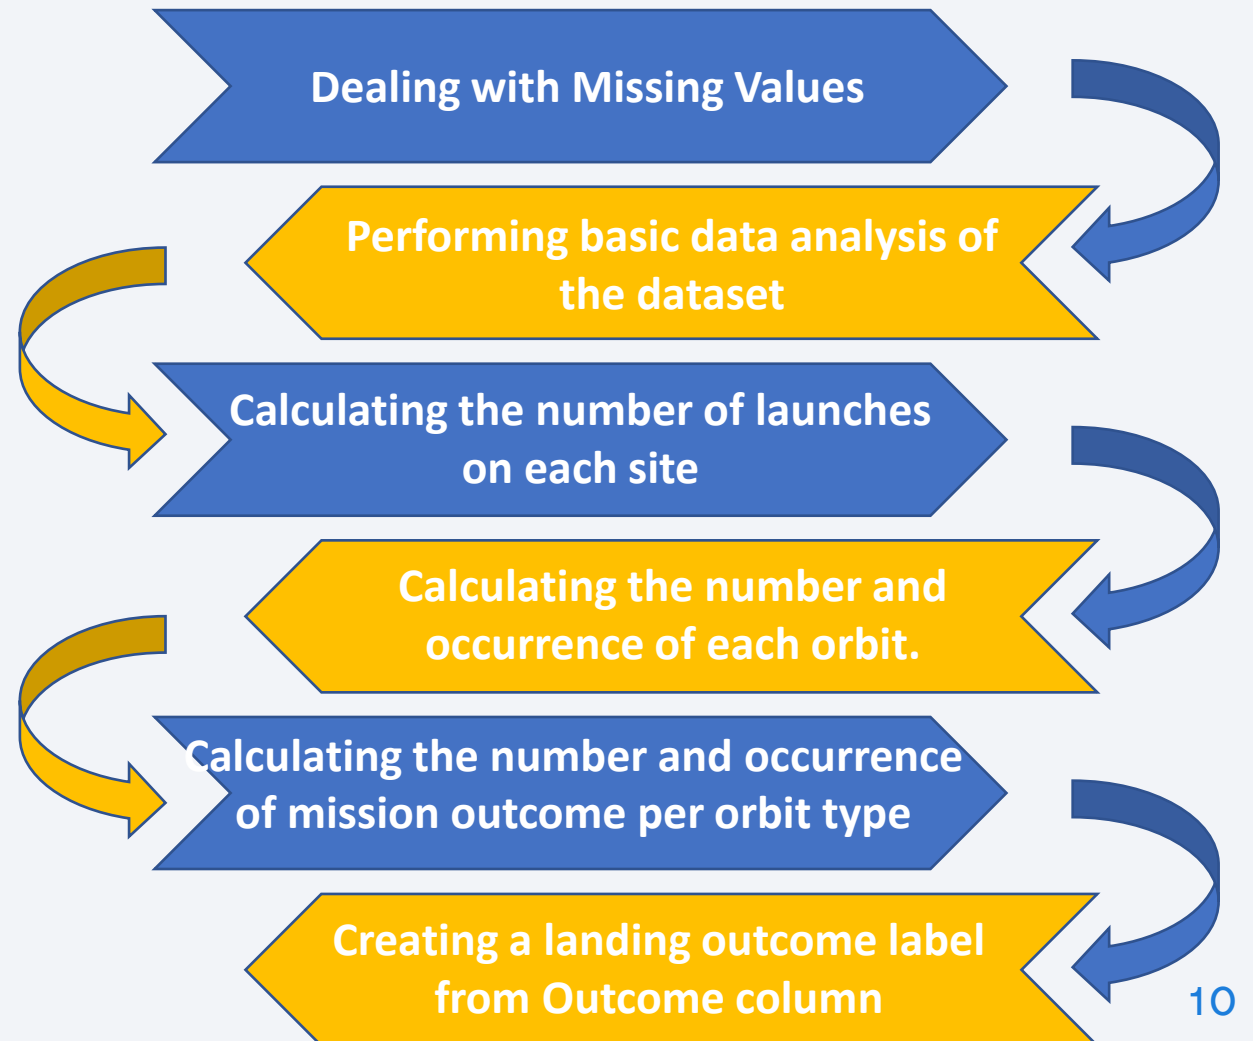 Dealing with Missing Values
Performing basic data analysis of
the dataset
Calculating the number of launches
on each site
Calculating the number and
occurrence of each orbit.
Calculating the number and occurrence
of mission outcome per orbit type
Creating a landing outcome label
from Outcome column
10